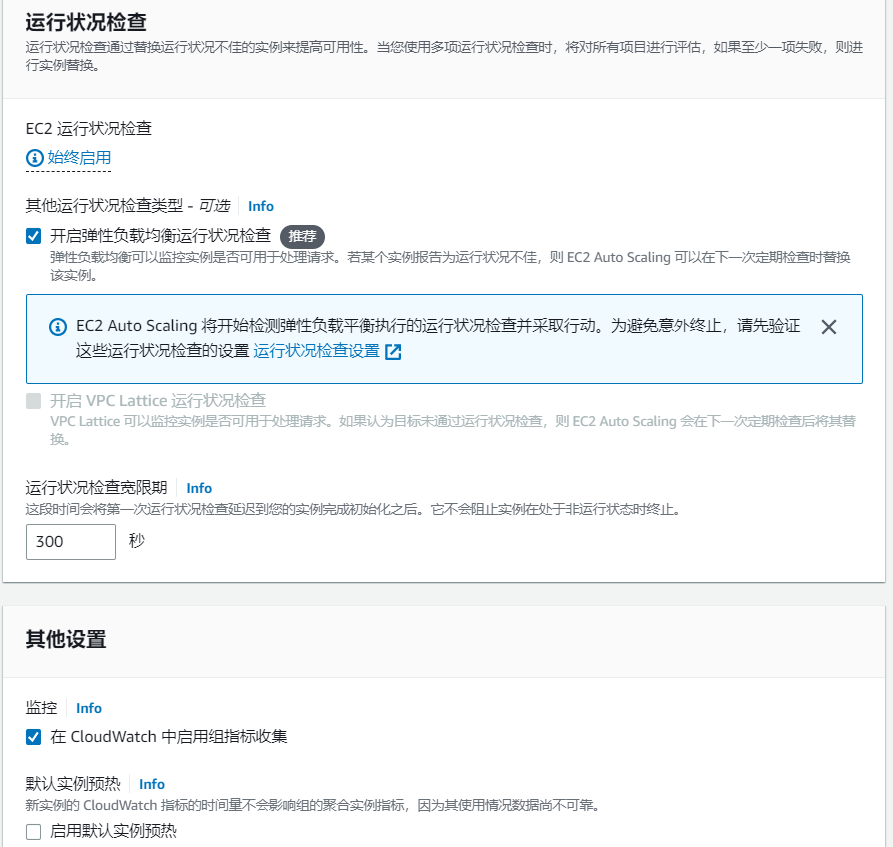 运行状况检查
运行状况检查通过替换运行状况不佳的实例来提高可用性。当您使用多项运行状况检查时，将对所有项目进行评估，如果至少一项失败，则进
行实例替换。
EC2 运行状况检查
始终启用
其他运行状况检查类型 - 可选 Info
开启弹性负载均衡运行状况检查 推荐
弹性负载均衡可以监控实例是否可用于处理请求。若某个实例报告为运行状况不佳，则 EC2 Auto Scaling 可以在下一次定期检查时替换
该实例。
EC2 Auto Scaling 将开始检测弹性负载平衡执行的运行状况检查并采取行动。为避免意外终止，请先验证
这些运行状况检查的设置 运行状况检查设置
开启 VPC Lattice 运行状况检查
VPC Lattice 可以监控实例是否可用于处理请求。如果认为目标未通过运行状况检查，则 EC2 Auto Scaling 会在下一次定期检查后将其替
换。
运行状况检查宽限期 Info
这段时间会将第一次运行状况检查延迟到您的实例完成初始化之后。它不会阻止实例在处于非运行状态时终止。
300 秒
其他设置
监控 Info
在 CloudWatch 中启用组指标收集
默认实例预热 Info
新实例的 CloudWatch 指标的时间量不会影响组的聚合实例指标，因为其使用情况数据尚不可靠。
启用默认实例预热